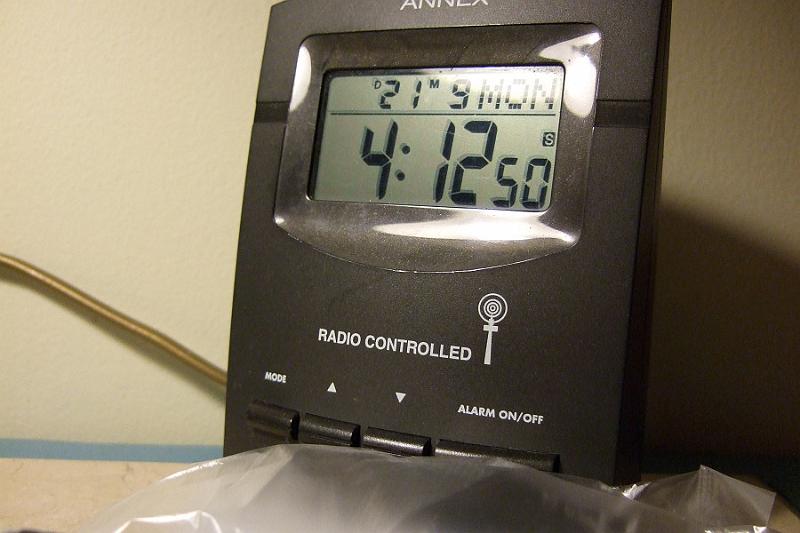 ANNEX
D 21 M 9 MON
4:12 50
S
RADIO CONTROLLED
MODE ▲ ▼ ALARM ON/OFF